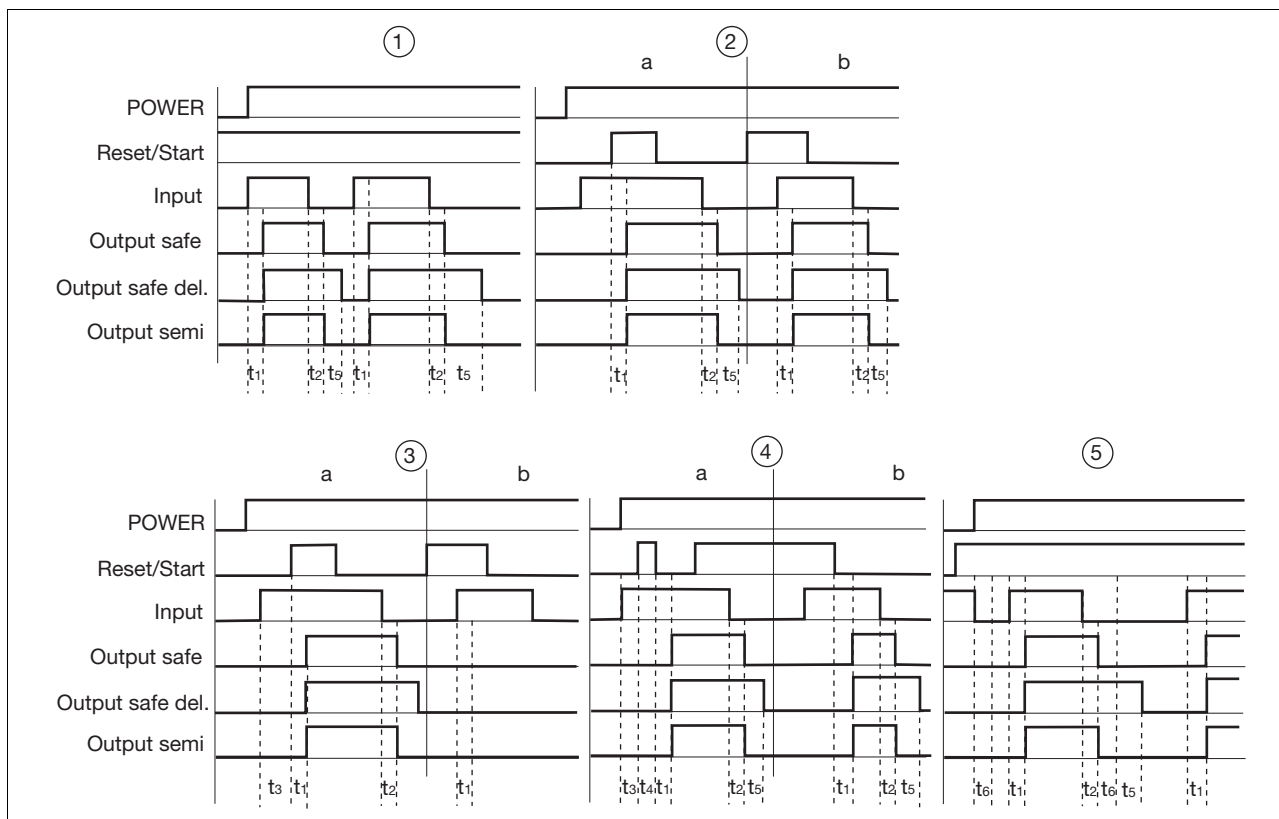 ① ②
a b
POWER
Reset/Start
Input
Output safe
Output safe del.
Output semi
t1 t2 t5 t1 t2 t5 t1 t2 t5 t1 t2 t5
③ ④ ⑤
a b a b
POWER
Reset/Start
Input
Output safe
Output safe del.
Output semi
t3 t1 t2 t1 t3 t4 t1 t2 t5 t1 t2 t5 t6 t1 t2 t6 t5 t1